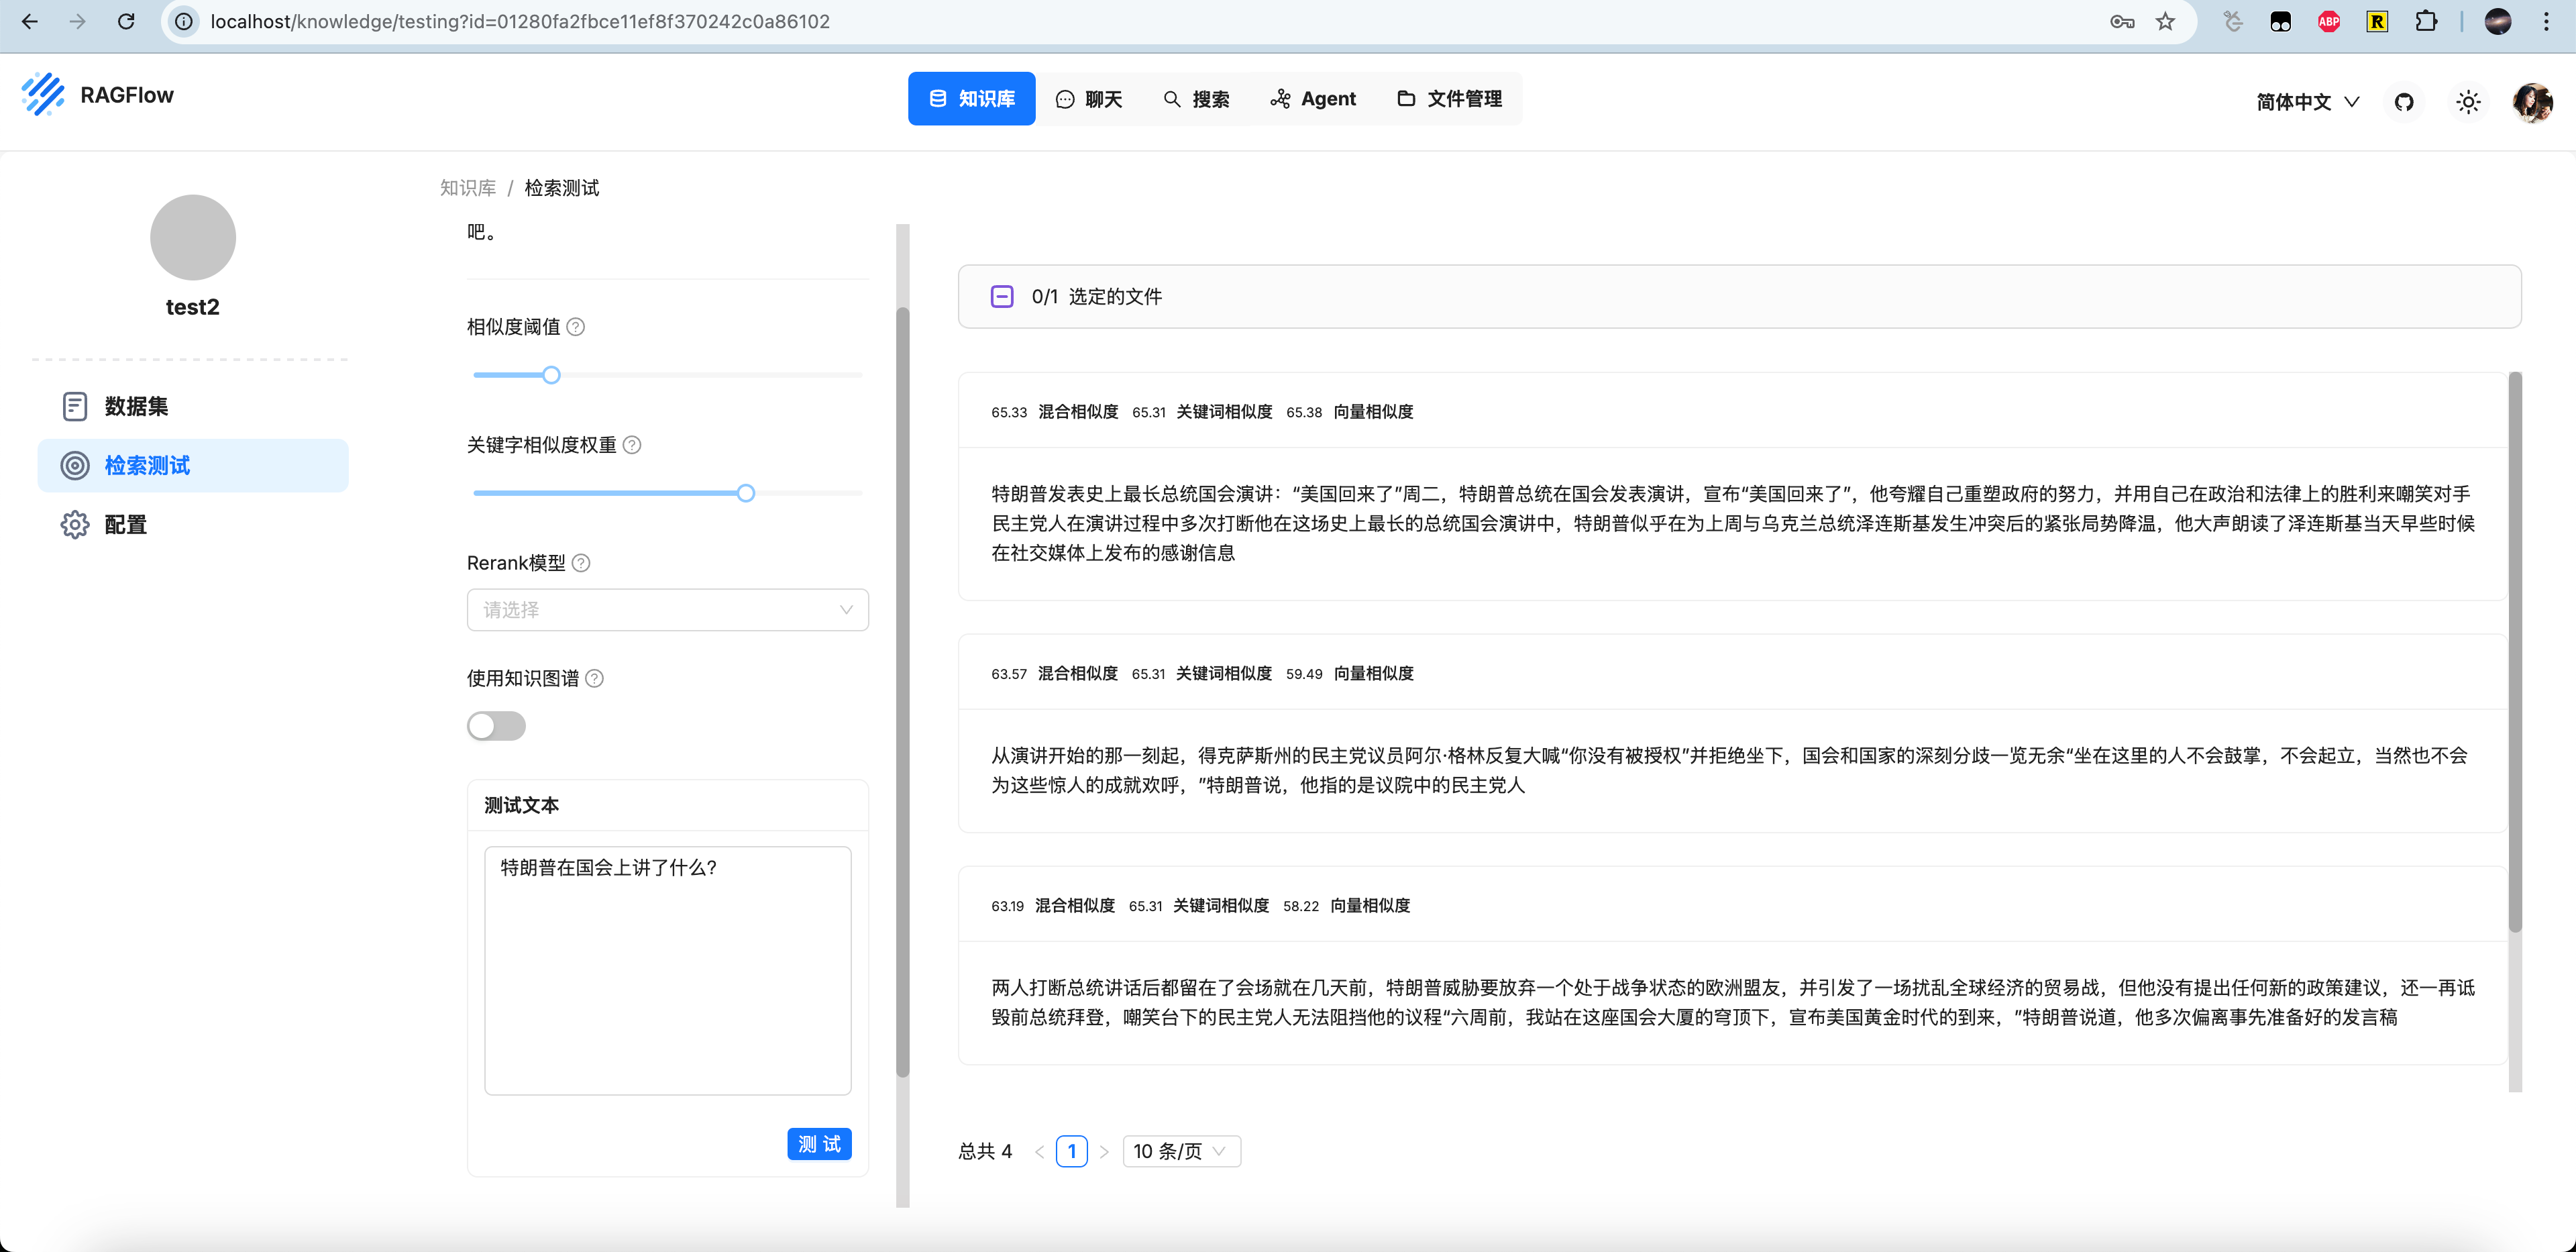 localhost/knowledge/testing?id=01280fa2fbce11ef8f370242c0a86102
ABP
R
RAGFlow
知识库
聊天
搜索
Agent
文件管理
简体中文
test2
数据集
检索测试
配置
知识库 / 检索测试
吧。
相似度阈值
关键字相似度权重
Rerank模型
请选择
使用知识图谱
测试文本
特朗普在国会上讲了什么?
测 试
0/1 选定的文件
65.33 混合相似度 65.31 关键词相似度 65.38 向量相似度
特朗普发表史上最长总统国会演讲：“美国回来了”周二，特朗普总统在国会发表演讲，宣布“美国回来了”，他夸耀自己重塑政府的努力，并用自己在政治和法律上的胜利来嘲笑对手
民主党人在演讲过程中多次打断他在这场史上最长的总统国会演讲中，特朗普似乎在为上周与乌克兰总统泽连斯基发生冲突后的紧张局势降温，他大声朗读了泽连斯基当天早些时候
在社交媒体上发布的感谢信息
63.57 混合相似度 65.31 关键词相似度 59.49 向量相似度
从演讲开始的那一刻起，得克萨斯州的民主党议员阿尔·格林反复大喊“你没有被授权”并拒绝坐下，国会和国家的深刻分歧一览无余“坐在这里的人不会鼓掌，不会起立，当然也不会
为这些惊人的成就欢呼，”特朗普说，他指的是议院中的民主党人
63.19 混合相似度 65.31 关键词相似度 58.22 向量相似度
两人打断总统讲话后都留在了会场就在几天前，特朗普威胁要放弃一个处于战争状态的欧洲盟友，并引发了一场扰乱全球经济的贸易战，但他没有提出任何新的政策建议，还一再诋
毁前总统拜登，嘲笑台下的民主党人无法阻挡他的议程“六周前，我站在这座国会大厦的穹顶下，宣布美国黄金时代的到来，”特朗普说道，他多次偏离事先准备好的发言稿
总共 4
1
10 条/页